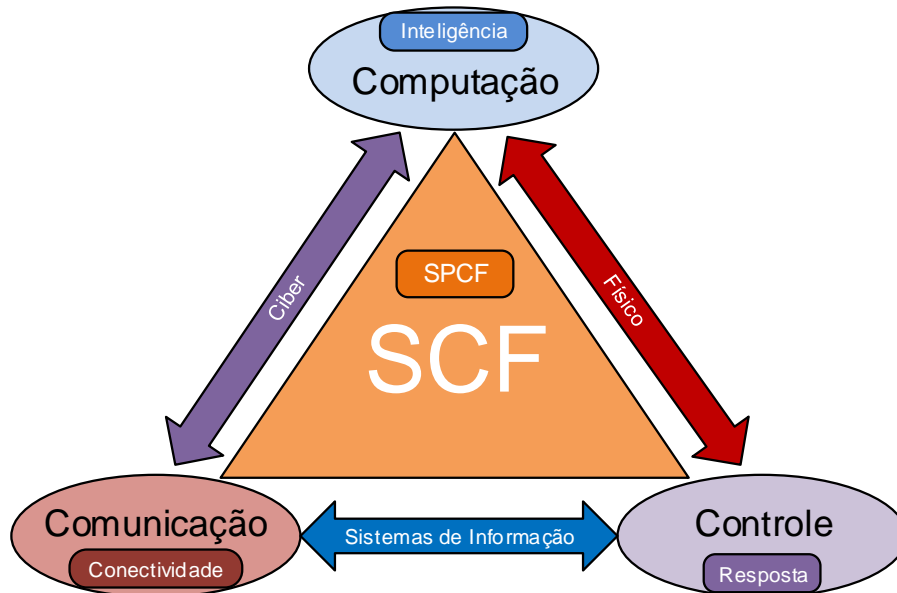 Inteligência
Computação
Ciber
Físico
SPCF
SCF
Comunicação
Conectividade
Sistemas de Informação
Controle
Resposta